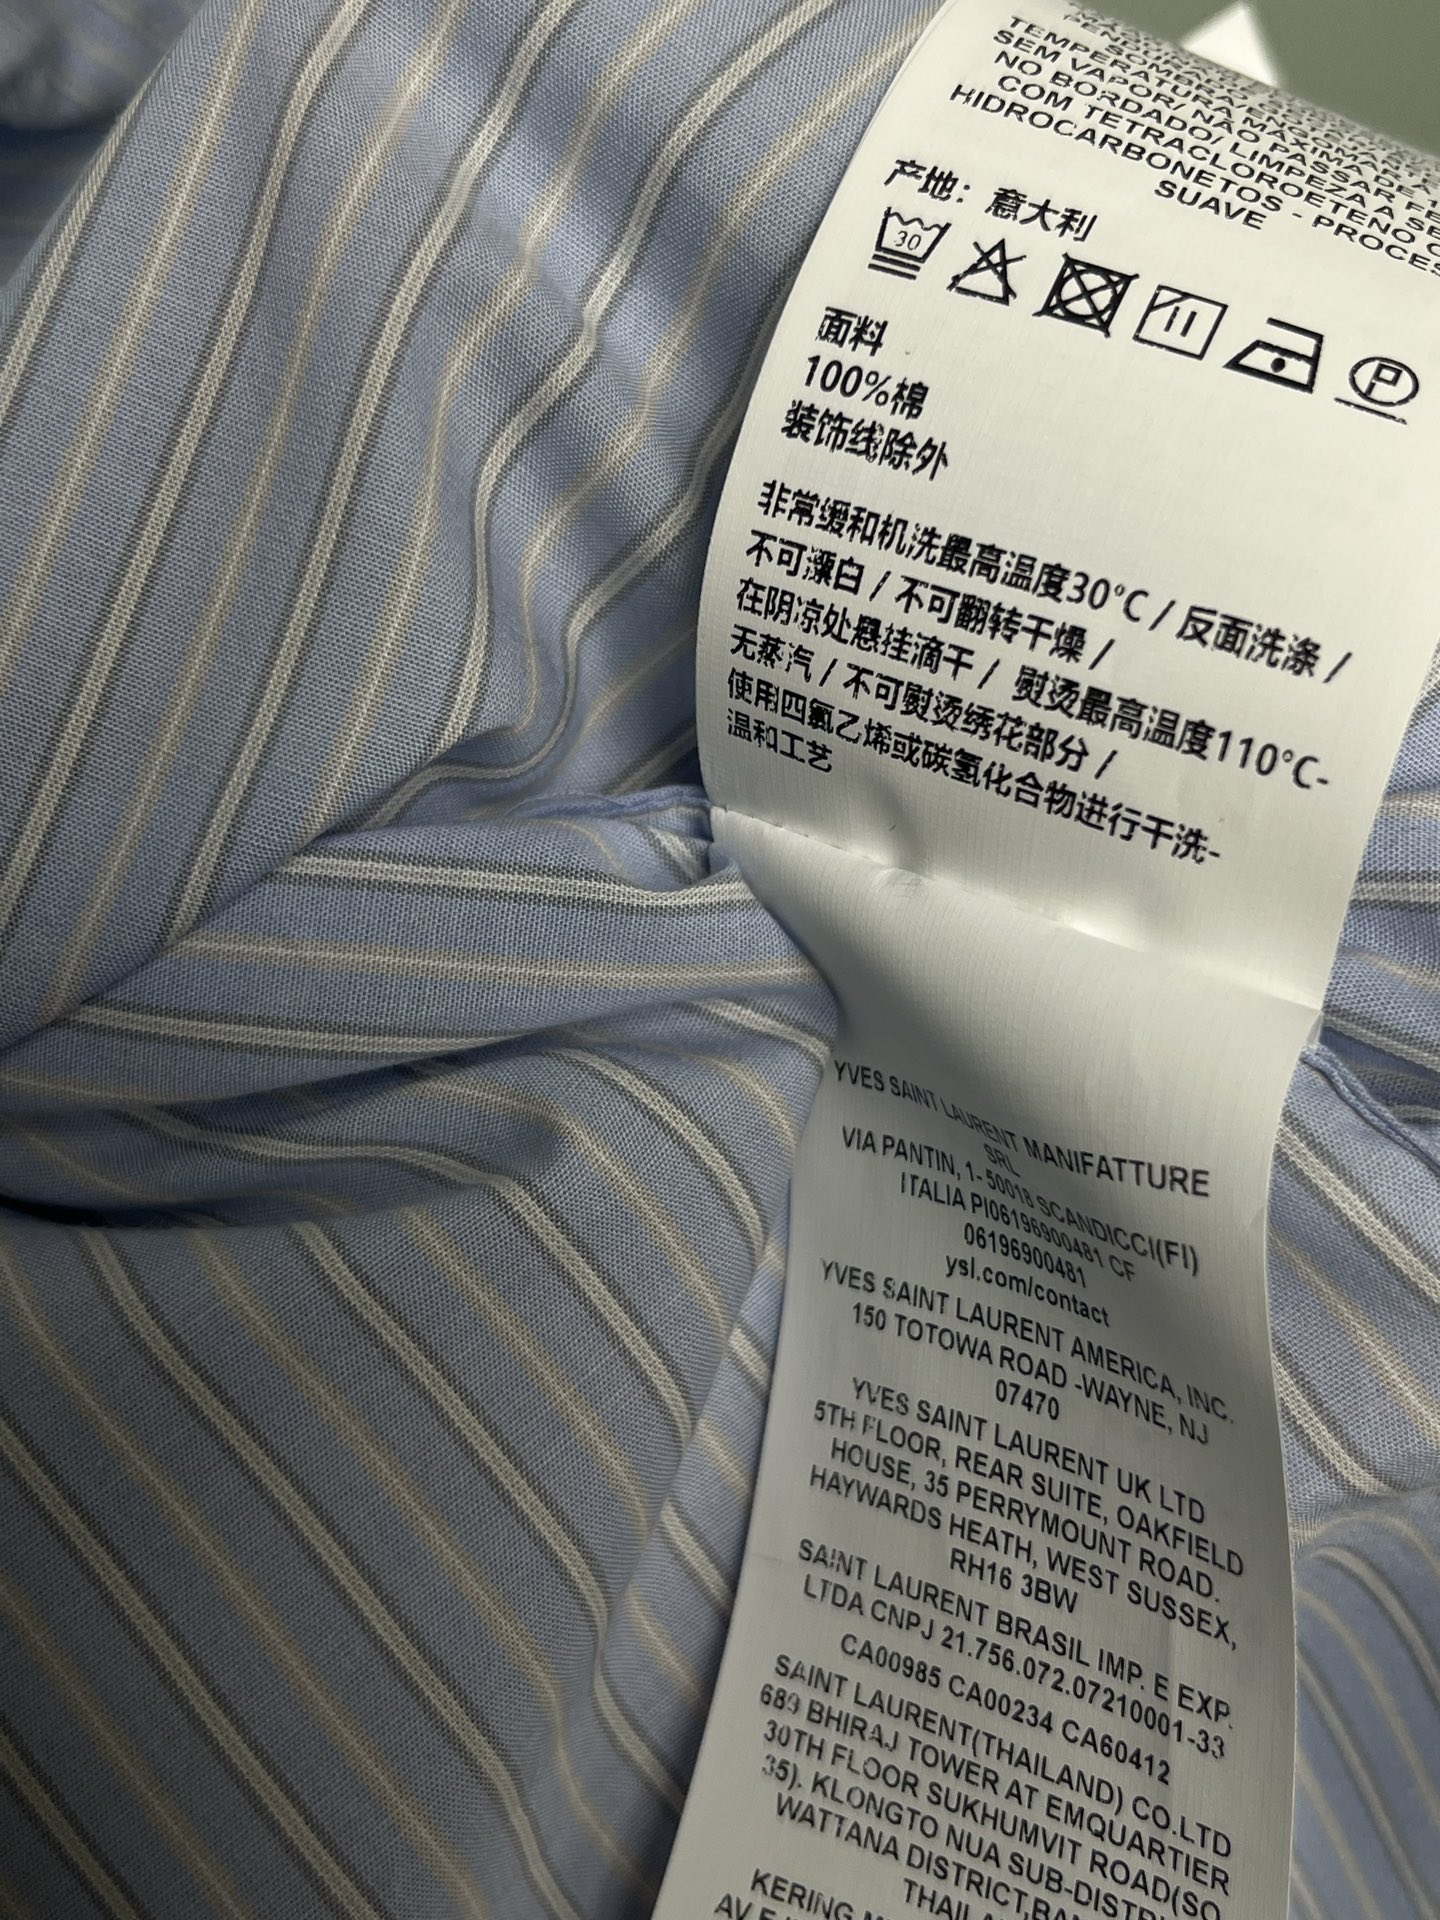 TEMPERATURA
SEM VAPOR/ NÃO PASSAR FE
NO BORDADO/ LIMPEZA A SE
COM TETRACLOROETENO O
HIDROCARBONETOS - PROCES
SUAVE
产地：意大利
30
面料
100%棉
装饰线除外
非常缓和机洗最高温度30°C / 反面洗涤 /
不可漂白 / 不可翻转干燥 /
在阴凉处悬挂滴干 / 熨烫最高温度110°C-
无蒸汽 / 不可熨烫绣花部分 /
使用四氯乙烯或碳氢化合物进行干洗-
温和工艺
YVES SAINT LAURENT MANIFATTURE
SRL
VIA PANTIN, 1- 50018 SCANDICCI(FI)
ITALIA PI06196900481 CF
06196900481
ysl.com/contact
YVES SAINT LAURENT AMERICA, INC.
150 TOTOWA ROAD -WAYNE, NJ
07470
YVES SAINT LAURENT UK LTD
5TH FLOOR, REAR SUITE, OAKFIELD
HOUSE, 35 PERRYMOUNT ROAD.
HAYWARDS HEATH, WEST SUSSEX,
RH16 3BW
SAINT LAURENT BRASIL IMP. E EXP.
LTDA CNPJ 21.756.072.07210001-33
CA00985 CA00234 CA60412
SAINT LAURENT(THAILAND) CO.LTD
689 BHIRAJ TOWER AT EMQUARTIER
30TH FLOOR SUKHUMVIT ROAD(SO
35). KLONGTO NUA SUB-DISTR
WATTANA DISTRICT,BAN
THAILA
KERING